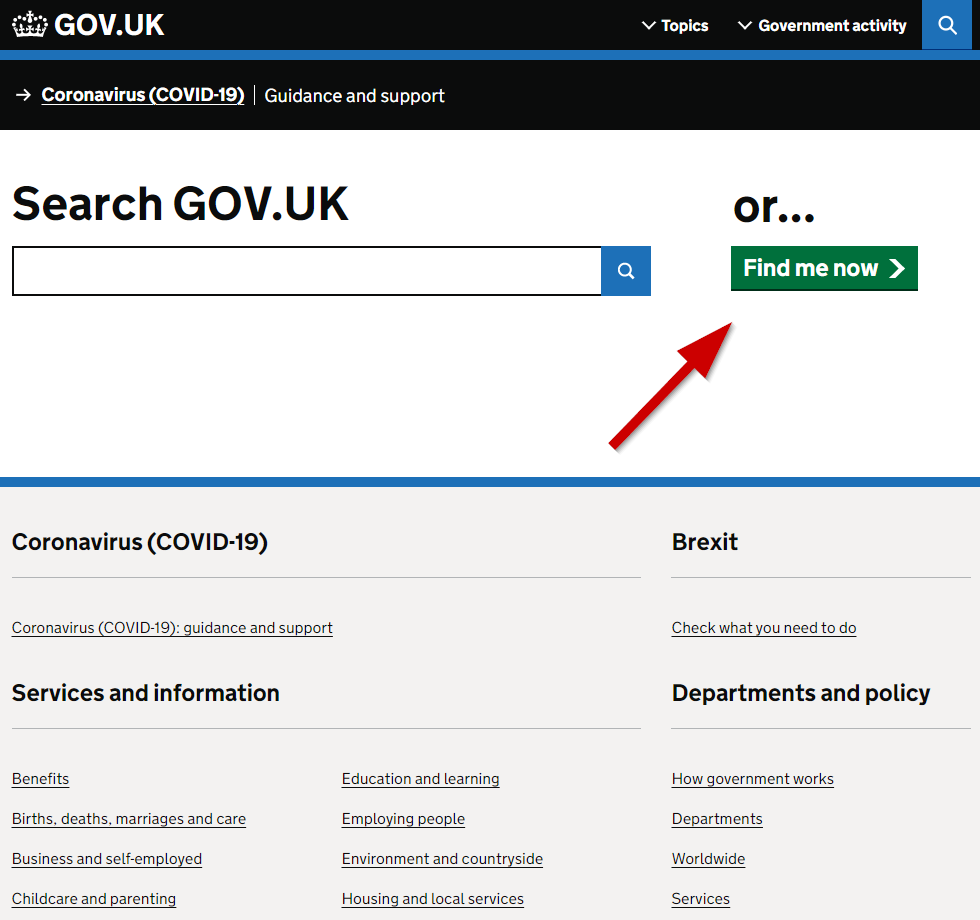 GOV.UK
Topics
Government activity
Coronavirus (COVID-19) | Guidance and support
Search GOV.UK
or...
Find me now
Coronavirus (COVID-19)
Brexit
Coronavirus (COVID-19): guidance and support
Check what you need to do
Services and information
Departments and policy
Benefits
Education and learning
How government works
Births, deaths, marriages and care
Employing people
Departments
Business and self-employed
Environment and countryside
Worldwide
Childcare and parenting
Housing and local services
Services